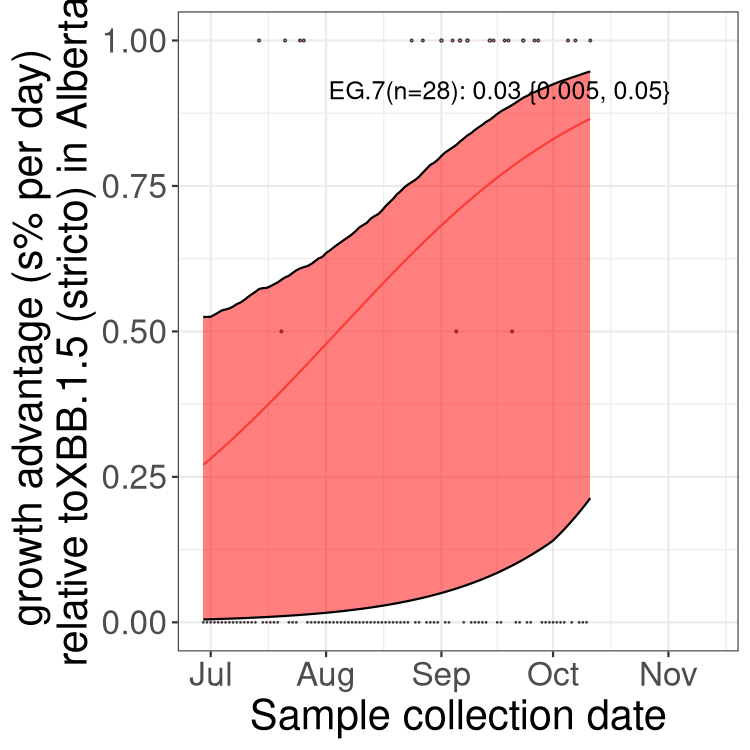 growth advantage (s% per day)
relative toXBB.1.5 (stricto) in Alberta
1.00
0.75
0.50
0.25
0.00
EG.7(n=28): 0.03 {0.005, 0.05}
Jul Aug Sep Oct Nov
Sample collection date